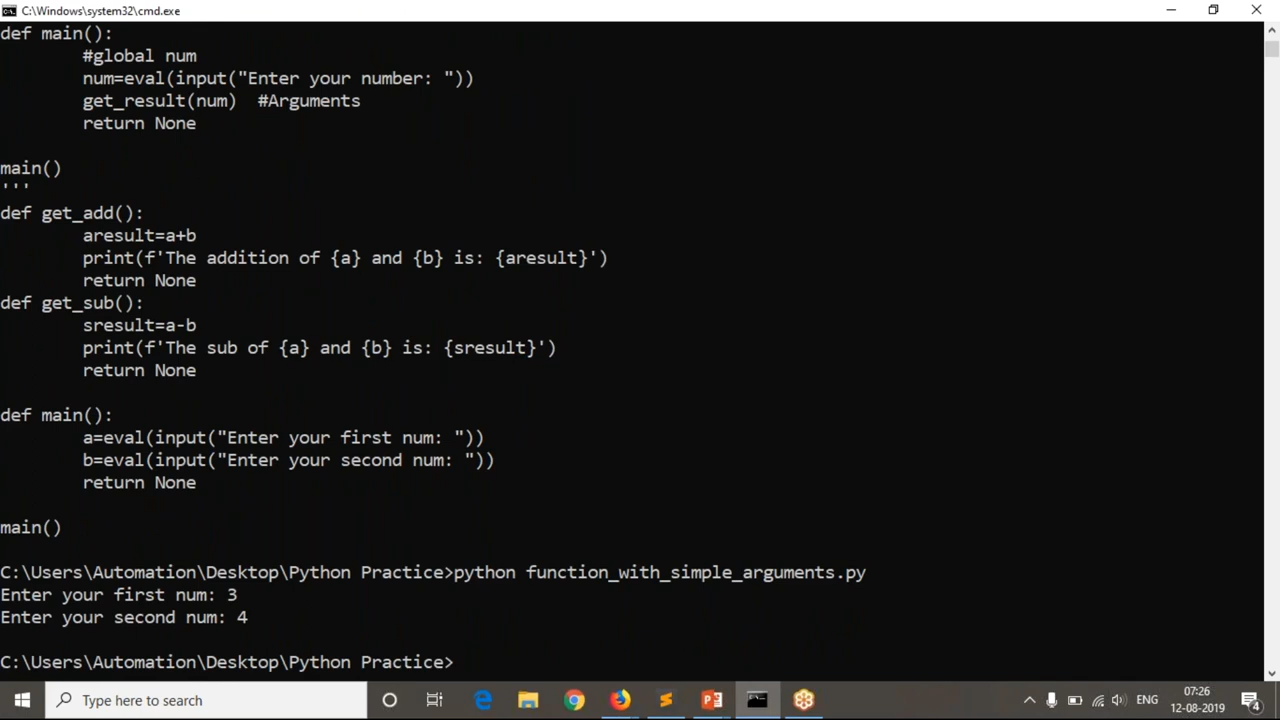 C:\Windows\system32\cmd.exe
def main():
        #global num
        num=eval(input("Enter your number: "))
        get_result(num)  #Arguments
        return None

main()
'''
def get_add():
        aresult=a+b
        print(f'The addition of {a} and {b} is: {aresult}')
        return None
def get_sub():
        sresult=a-b
        print(f'The sub of {a} and {b} is: {sresult}')
        return None

def main():
        a=eval(input("Enter your first num: "))
        b=eval(input("Enter your second num: "))
        return None

main()

C:\Users\Automation\Desktop\Python Practice>python function_with_simple_arguments.py
Enter your first num: 3
Enter your second num: 4

C:\Users\Automation\Desktop\Python Practice>
Type here to search
ENG
07:26
12-08-2019
4